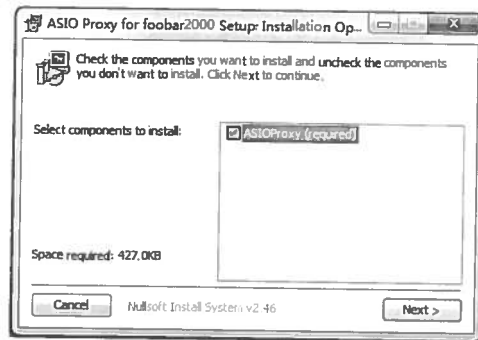 ASIO Proxy for foobar2000 Setup: Installation Op...
Check the components you want to install and uncheck the components
you don't want to install. Click Next to continue.
Select components to install:
ASIOProxy (required)
Space required: 427.0KB
Cancel
Nullsoft Install System v2.46
Next >